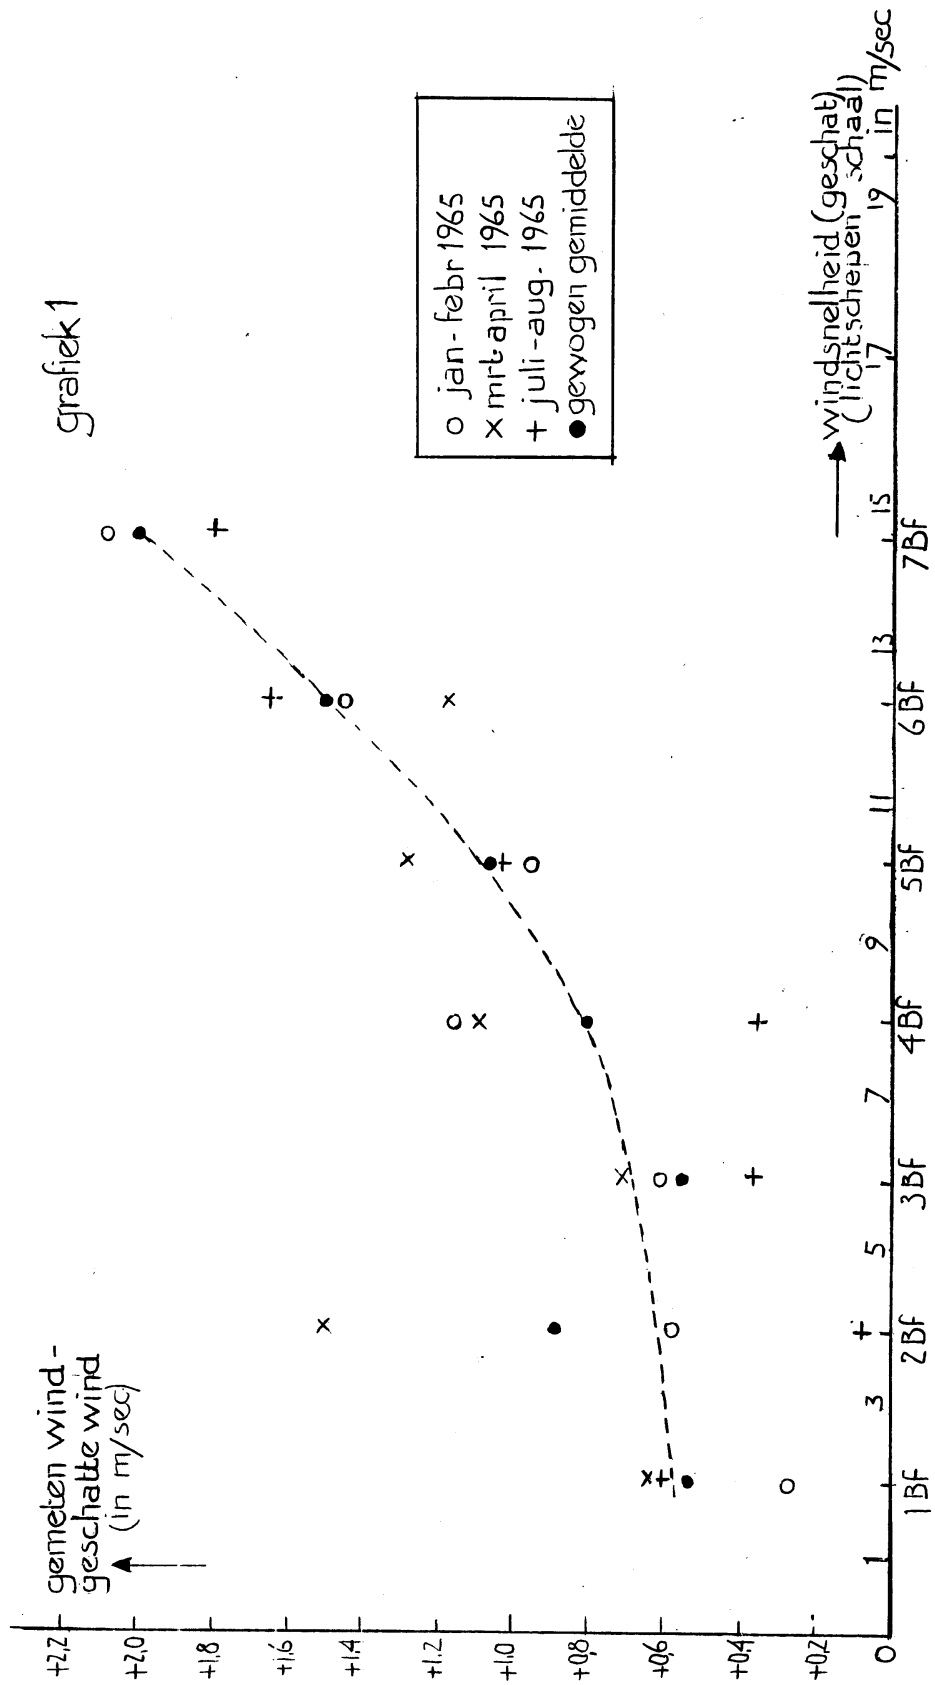 grafiek 1
gemeten wind -
geschatte wind
(in m/sec)
o jan-febr 1965
x mrt-april 1965
+ juli-aug. 1965
● gewogen gemiddelde
windsnelheid (geschat)
(lichtschepen schaal)
in m/sec
+2,2
+2,0
+1,8
+1,6
+1.4
+1.2
+1.0
+0,8
+0,6
+0,4
+0,2
0
1 3 5 7 9 11 13 15 17 19
1Bf 2Bf 3Bf 4Bf 5Bf 6Bf 7Bf